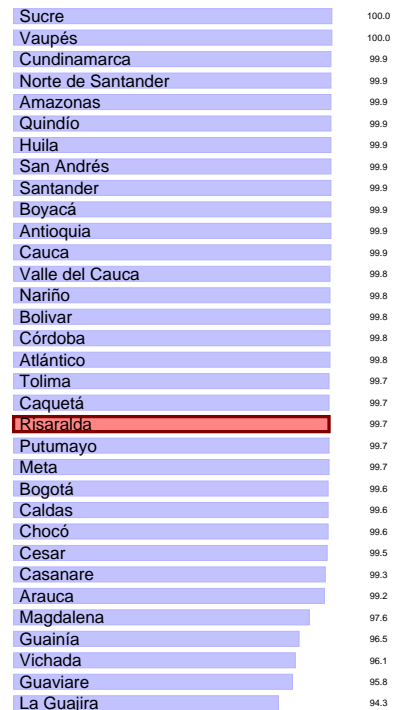 Sucre 100.0
Vaupés 100.0
Cundinamarca 99.9
Norte de Santander 99.9
Amazonas 99.9
Quindío 99.9
Huila 99.9
San Andrés 99.9
Santander 99.9
Boyacá 99.9
Antioquia 99.9
Cauca 99.9
Valle del Cauca 99.8
Nariño 99.8
Bolivar 99.8
Córdoba 99.8
Atlántico 99.8
Tolima 99.7
Caquetá 99.7
Risaralda 99.7
Putumayo 99.7
Meta 99.7
Bogotá 99.6
Caldas 99.6
Chocó 99.6
Cesar 99.5
Casanare 99.3
Arauca 99.2
Magdalena 97.6
Guainía 96.5
Vichada 96.1
Guaviare 95.8
La Guajira 94.3